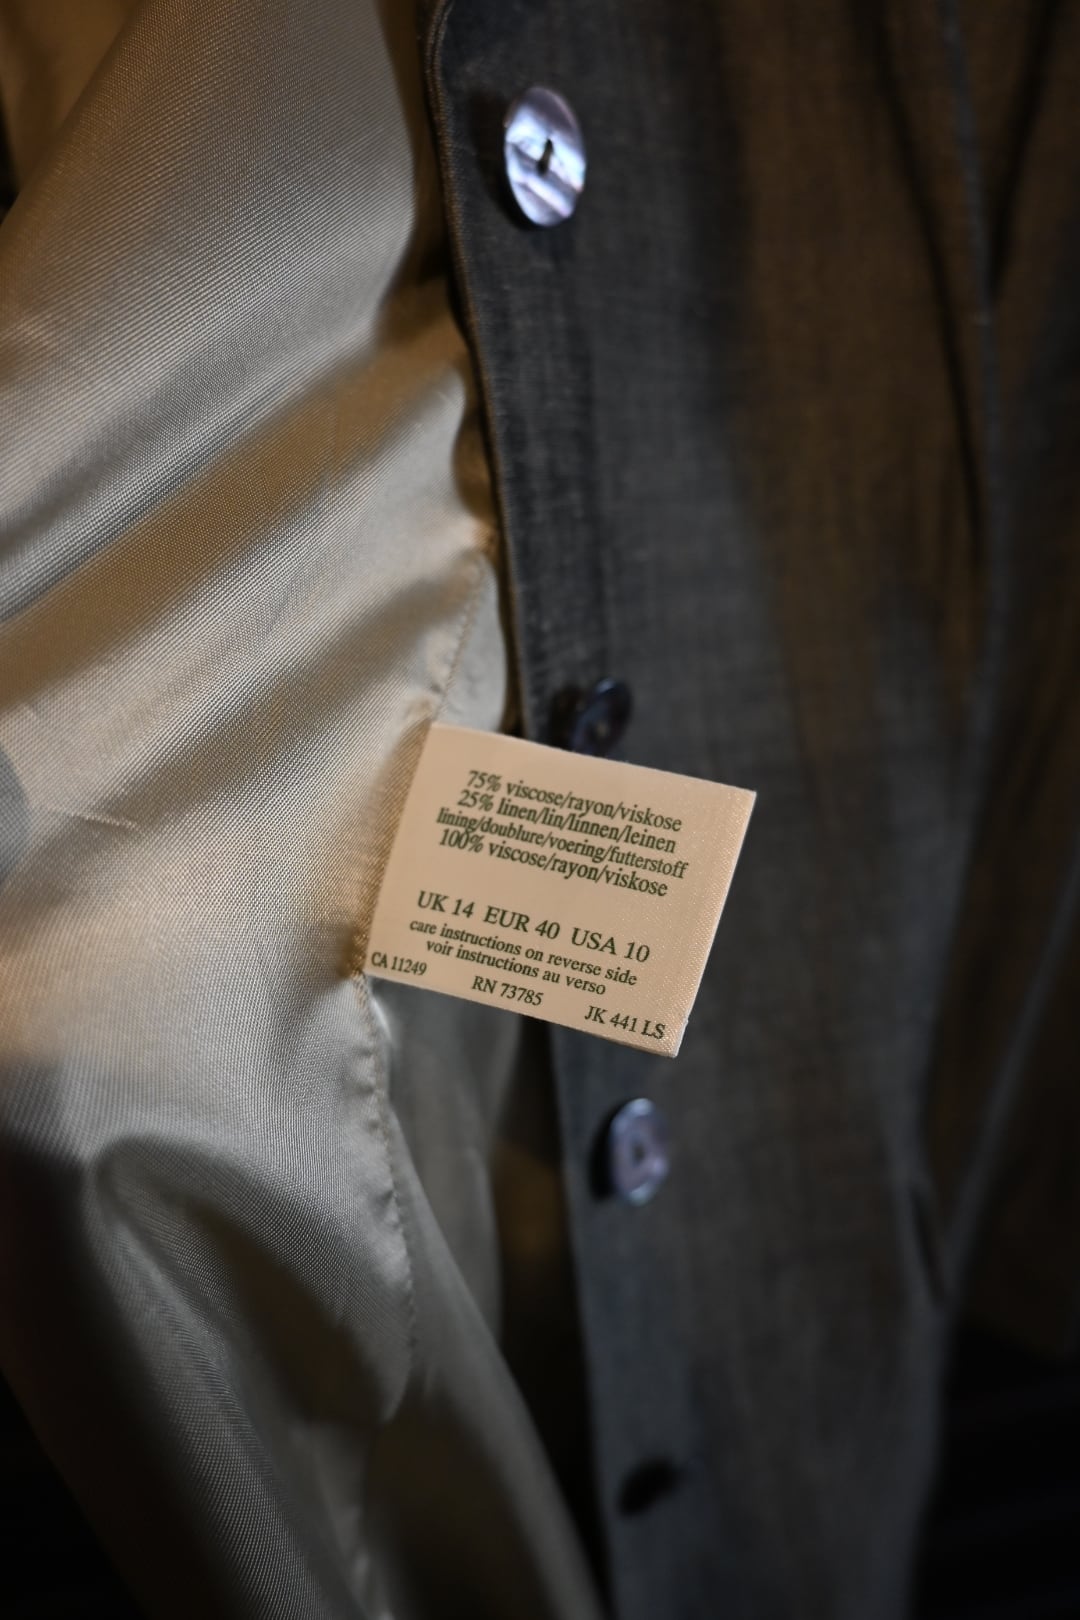 75% viscose/rayon/viskose
25% linen/lin/linnen/leinen
lining/doublure/voering/futterstoff
100% viscose/rayon/viskose
UK 14 EUR 40 USA 10
care instructions on reverse side
voir instructions au verso
CA 11249 RN 73785 JK 441 LS